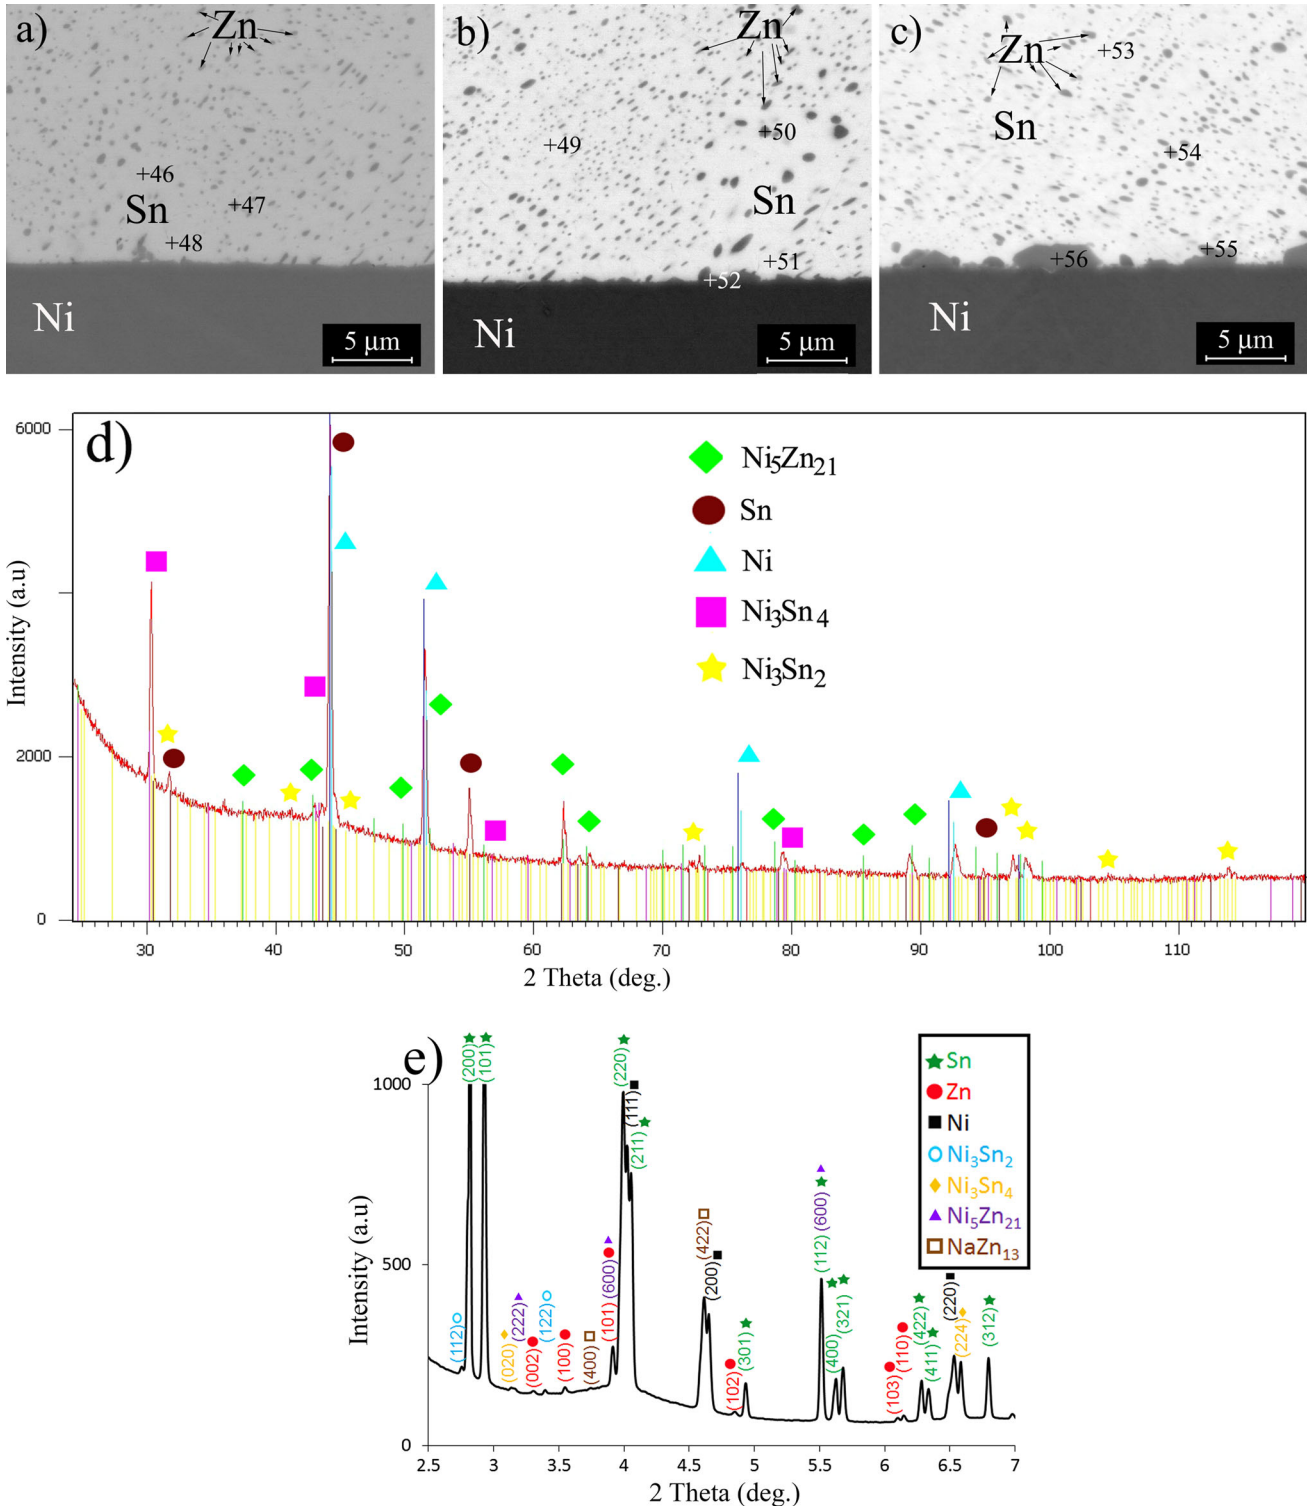 a)
Zn
+46
+47
Sn
+48
Ni
5 μm
b)
Zn
+50
+49
Sn
+51
+52
Ni
5 μm
c)
Zn
+53
Sn
+54
+55
+56
Ni
5 μm
d)
Intensity (a.u)
6000
2000
0
Ni5Zn21
Sn
Ni
Ni3Sn4
Ni3Sn2
30 40 50 60 70 80 90 100 110
2 Theta (deg.)
e)
Intensity (a.u)
1000
500
0
(112)
(200)
(101)
(020)
(222)
(002)
(122)
(100)
(400)
(101)
(600)
(220)
(111)
(211)
(422)
(200)
(102)
(301)
(112)
(600)
(400)
(321)
(103)
(110)
(422)
(411)
(220)
(224)
(312)
Sn
Zn
Ni
Ni3Sn2
Ni3Sn4
Ni5Zn21
NaZn13
2.5 3 3.5 4 4.5 5 5.5 6 6.5 7
2 Theta (deg.)